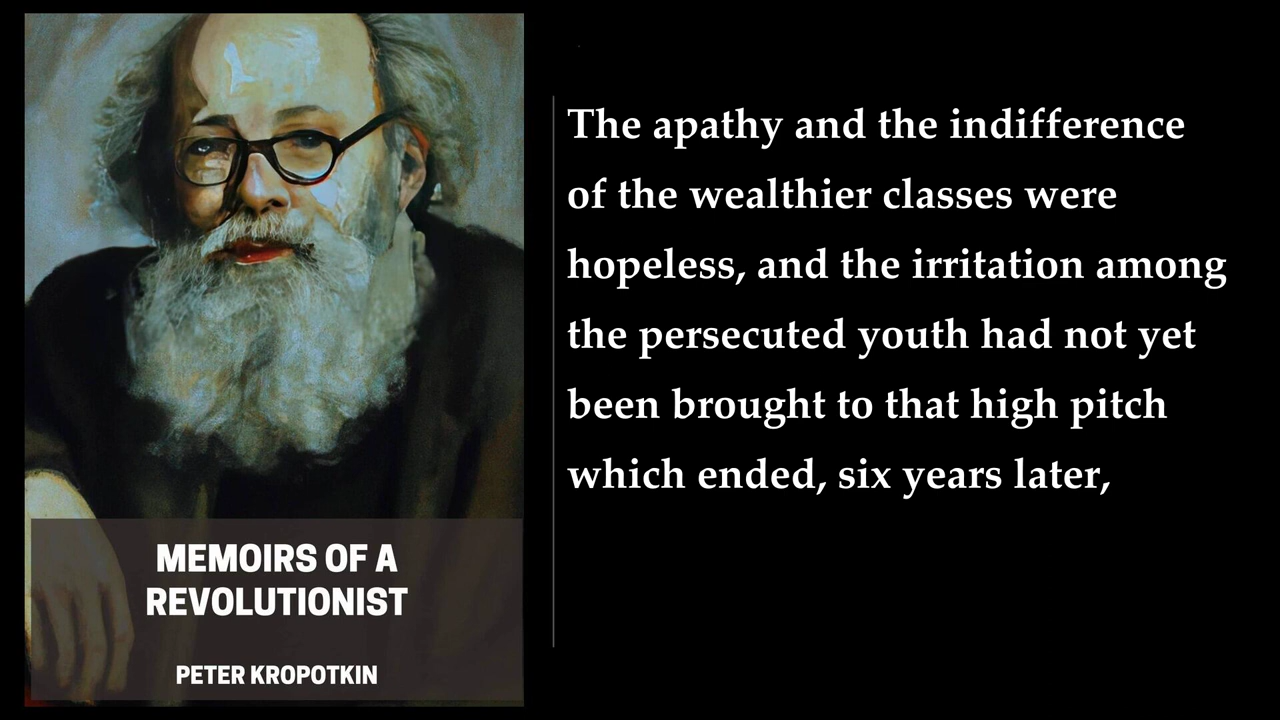 The apathy and the indifference
of the wealthier classes were
hopeless, and the irritation among
the persecuted youth had not yet
been brought to that high pitch
which ended, six years later,
MEMOIRS OF A
REVOLUTIONIST
PETER KROPOTKIN